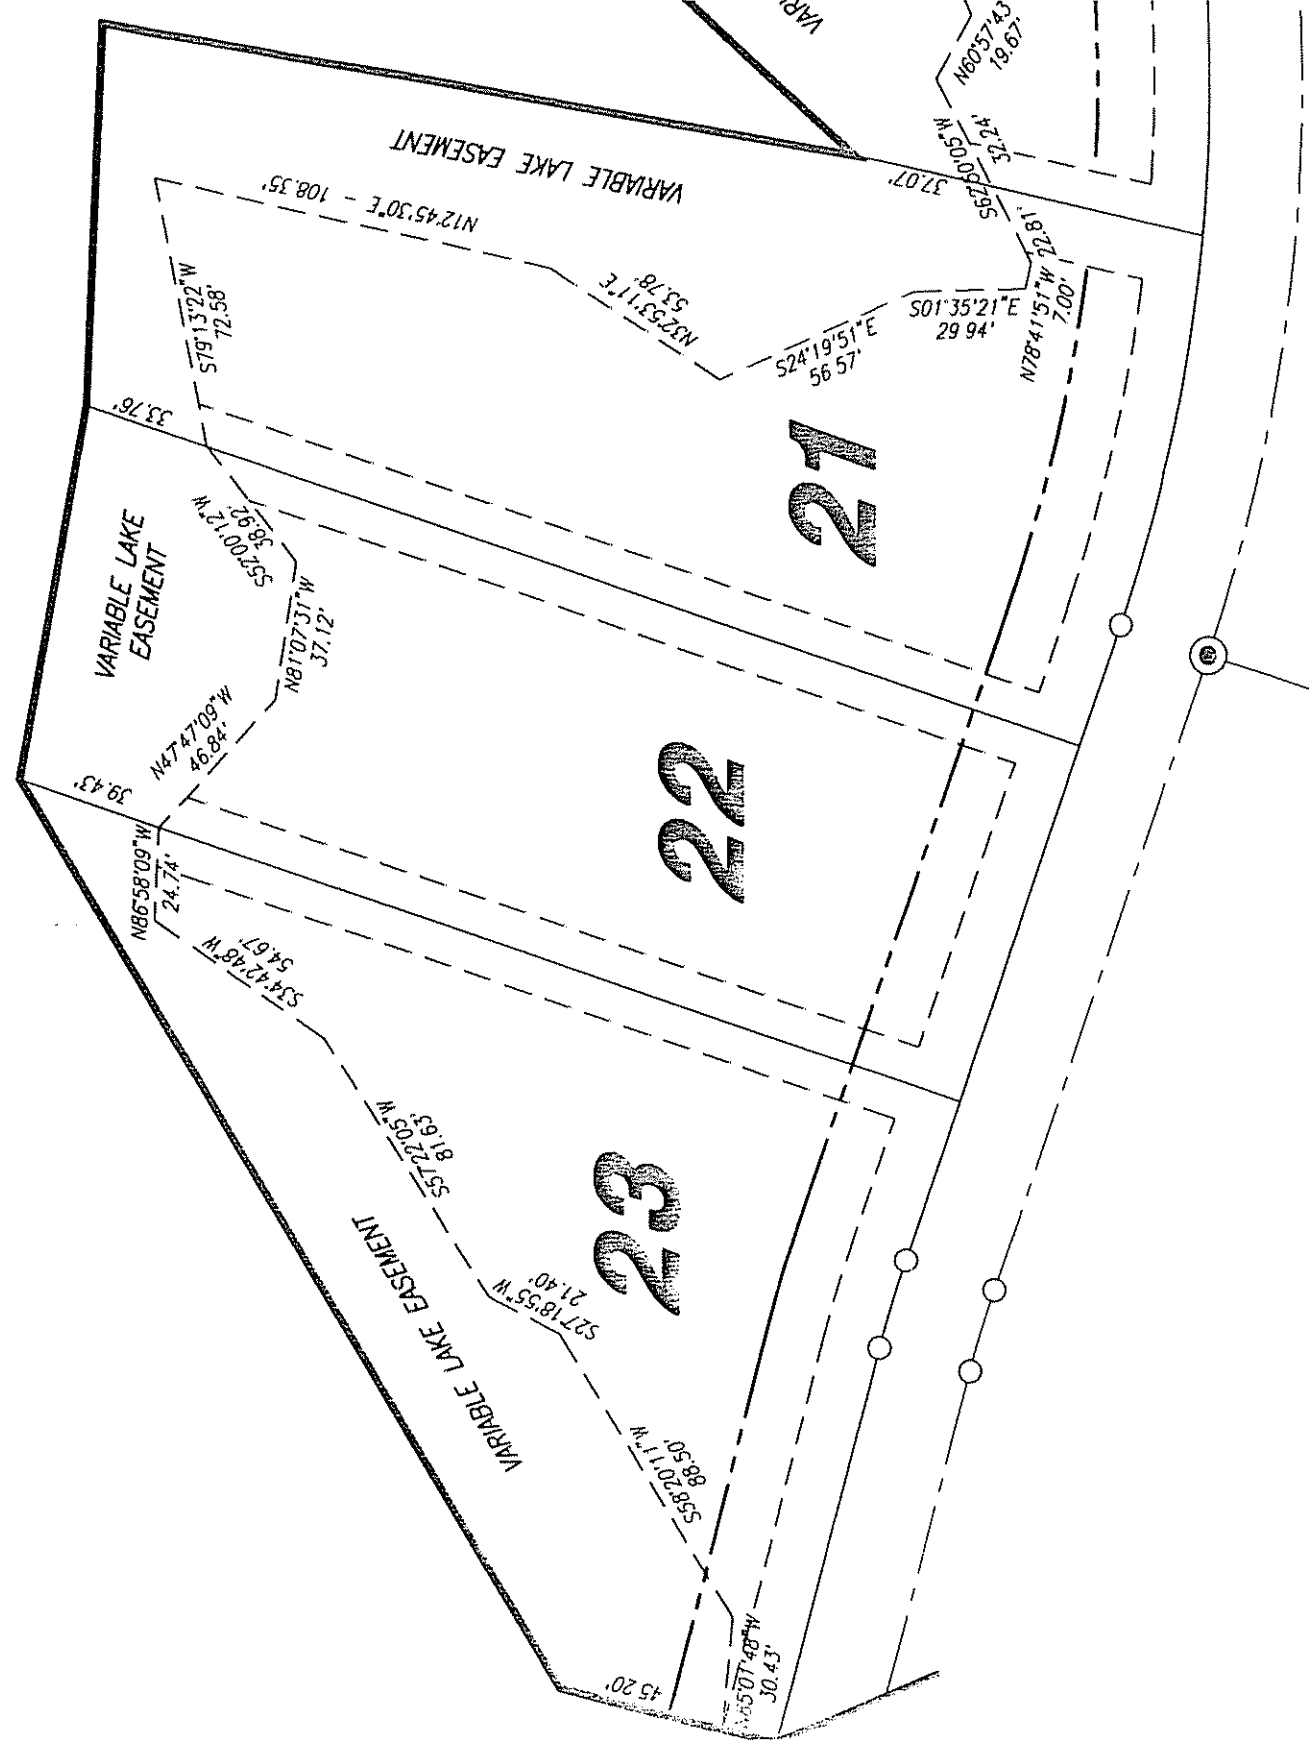 VARI
N60°57'43
19.67'
VARIABLE LAKE EASEMENT
37.07'
S62°50'05"W
32.24'
22.81'
N12°45'30"E - 108.35'
N32°53'11"E
53.78'
S79°13'22"W
72.58'
S24°19'51"E
56 57'
S01°35'21"E
29 94'
N78°41'51"W
7.00'
33.76'
21
VARIABLE LAKE
EASEMENT
S52°00'12"W
38.92'
N81°07'31"W
37.12'
N47°47'09"W
46.84'
39.43'
22
N86°58'09"W
24.74'
S34°42'48"W
54.67'
S57°22'05"W
81.63'
23
VARIABLE LAKE EASEMENT
S27°18'55"W
21.40'
S58°20'11"W
88.50'
45.20'
30.43'